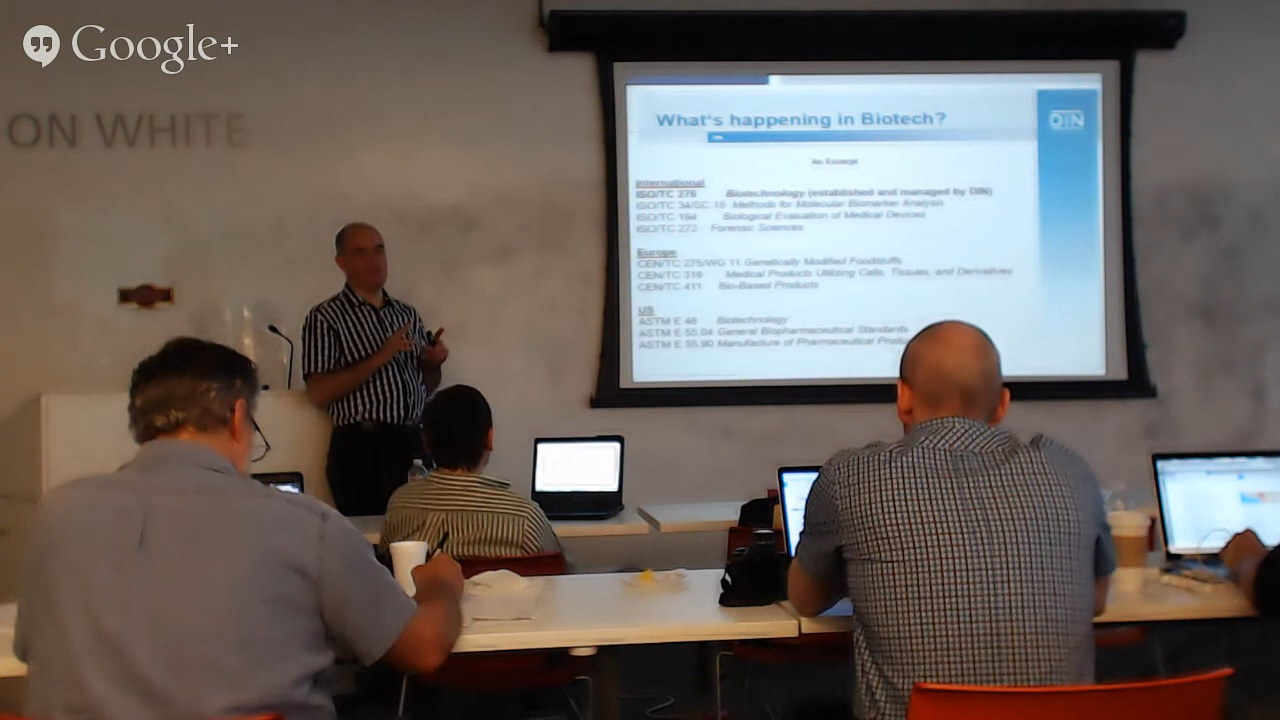 Google+
ON WHITE
What's happening in Biotech?
DIN
An Excerpt
International
ISO/TC 276 Biotechnology (established and managed by DIN)
ISO/TC 34/SC 16 Methods for Molecular Biomarker Analysis
ISO/TC 194 Biological Evaluation of Medical Devices
ISO/TC 272 Forensic Sciences
Europe
CEN/TC 275/WG 11 Genetically Modified Foodstuffs
CEN/TC 316 Medical Products Utilizing Cells, Tissues, and Derivatives
CEN/TC 411 Bio-Based Products
US
ASTM E 48 Biotechnology
ASTM E 55.04 General Biopharmaceutical Standards
ASTM E 55.90 Manufacture of Pharmaceutical